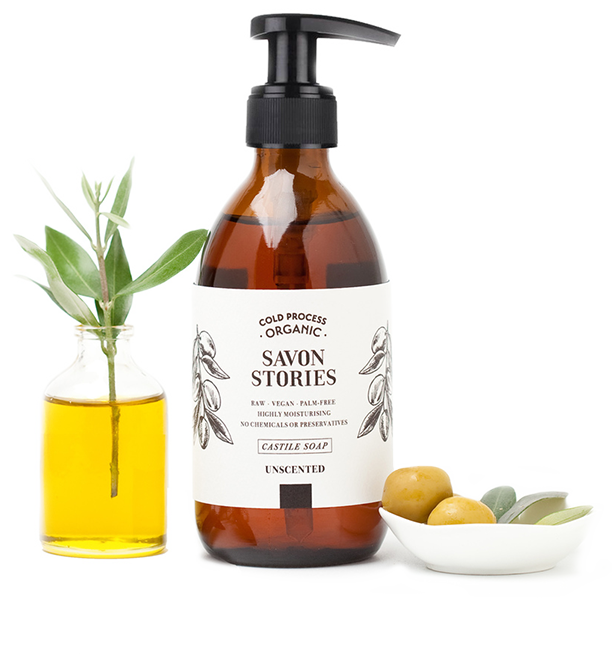 COLD PROCESS
· ORGANIC ·
SAVON
STORIES
RAW · VEGAN · PALM-FREE
HIGHLY MOISTURISING
NO CHEMICALS OR PRESERVATIVES
CASTILE SOAP
UNSCENTED